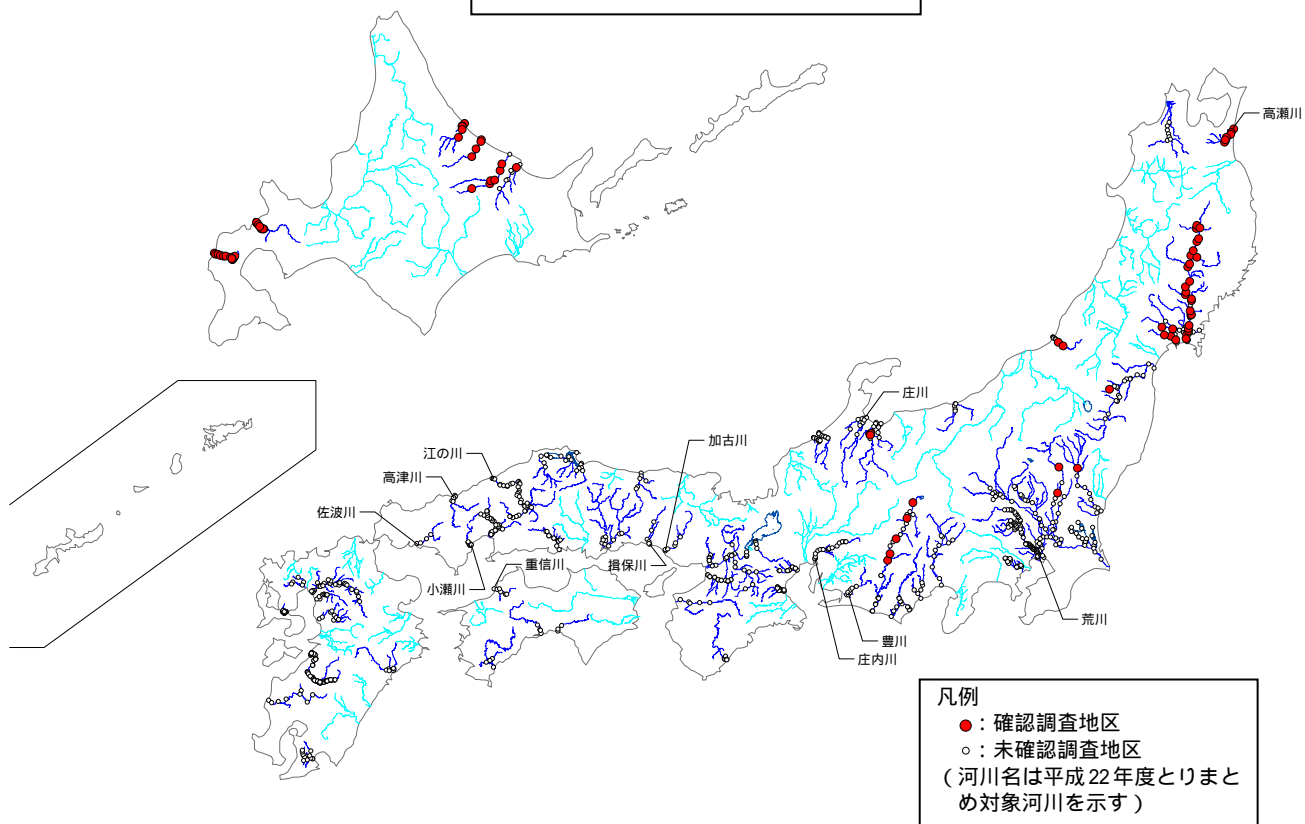 高瀬川
庄川
加古川
江の川
高津川
佐波川
小瀬川
重信川
揖保川
豊川
庄内川
荒川
凡例
●：確認調査地区
○：未確認調査地区
（河川名は平成22年度とりまと
め対象河川を示す）